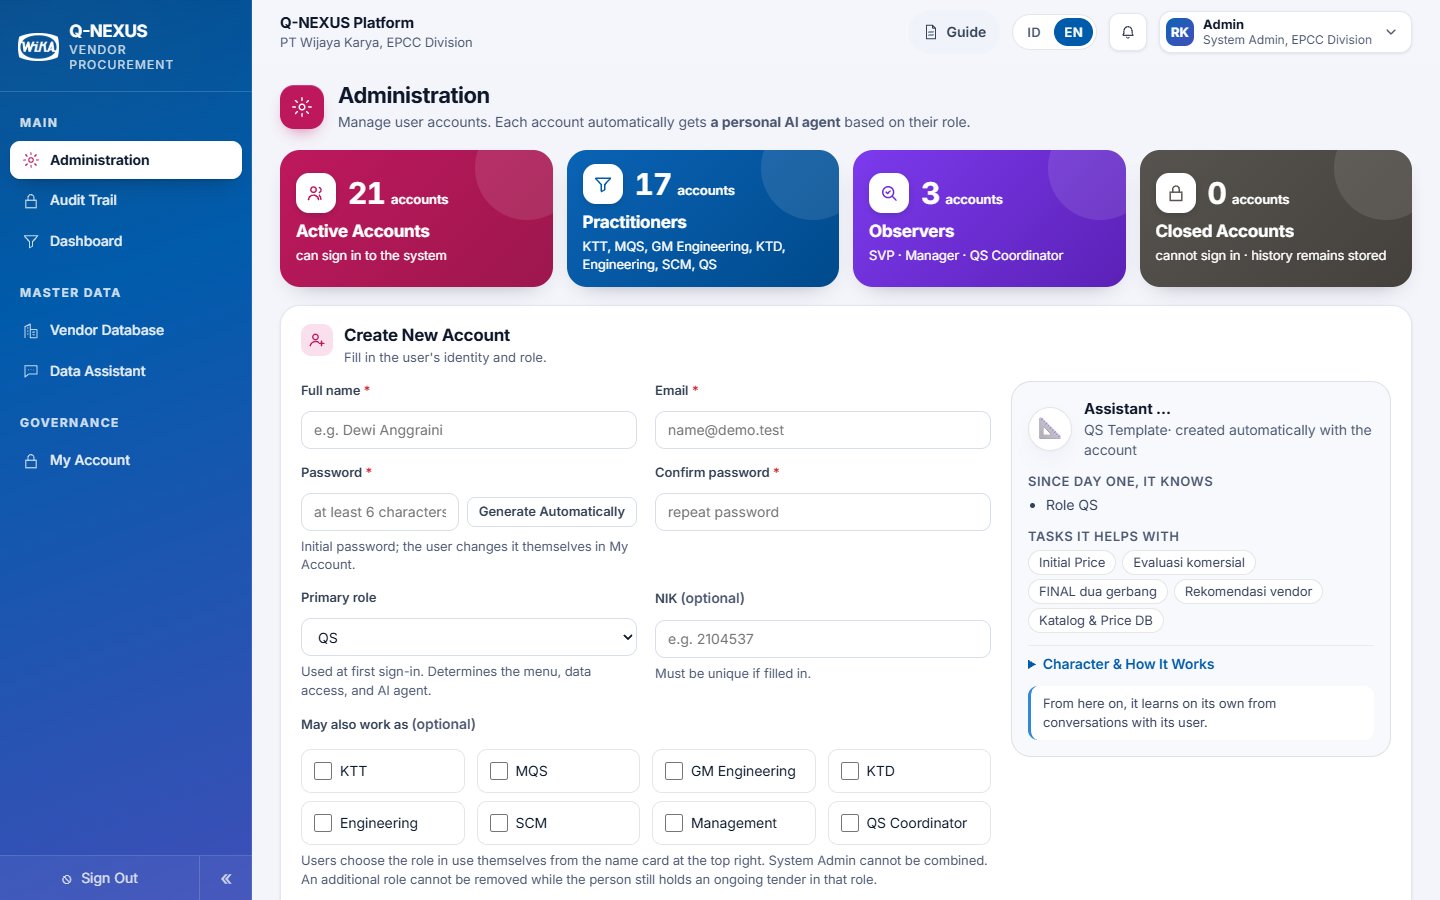 WIKA
Q-NEXUS
VENDOR
PROCUREMENT
MAIN
Administration
Audit Trail
Dashboard
MASTER DATA
Vendor Database
Data Assistant
GOVERNANCE
My Account
Sign Out
Q-NEXUS Platform
PT Wijaya Karya, EPCC Division
Guide
ID EN
RK
Admin
System Admin, EPCC Division
Administration
Manage user accounts. Each account automatically gets a personal AI agent based on their role.
21 accounts
Active Accounts
can sign in to the system
17 accounts
Practitioners
KTT, MQS, GM Engineering, KTD,
Engineering, SCM, QS
3 accounts
Observers
SVP · Manager · QS Coordinator
0 accounts
Closed Accounts
cannot sign in · history remains stored
Create New Account
Fill in the user's identity and role.
Full name *
e.g. Dewi Anggraini
Email *
name@demo.test
Password *
at least 6 characters
Generate Automatically
Initial password; the user changes it themselves in My
Account.
Confirm password *
repeat password
Primary role
QS
Used at first sign-in. Determines the menu, data
access, and AI agent.
NIK (optional)
e.g. 2104537
Must be unique if filled in.
May also work as (optional)
KTT
MQS
GM Engineering
KTD
Engineering
SCM
Management
QS Coordinator
Users choose the role in use themselves from the name card at the top right. System Admin cannot be combined.
An additional role cannot be removed while the person still holds an ongoing tender in that role.
Assistant ...
QS Template· created automatically with the
account
SINCE DAY ONE, IT KNOWS
• Role QS
TASKS IT HELPS WITH
Initial Price
Evaluasi komersial
FINAL dua gerbang
Rekomendasi vendor
Katalog & Price DB
Character & How It Works
From here on, it learns on its own from
conversations with its user.